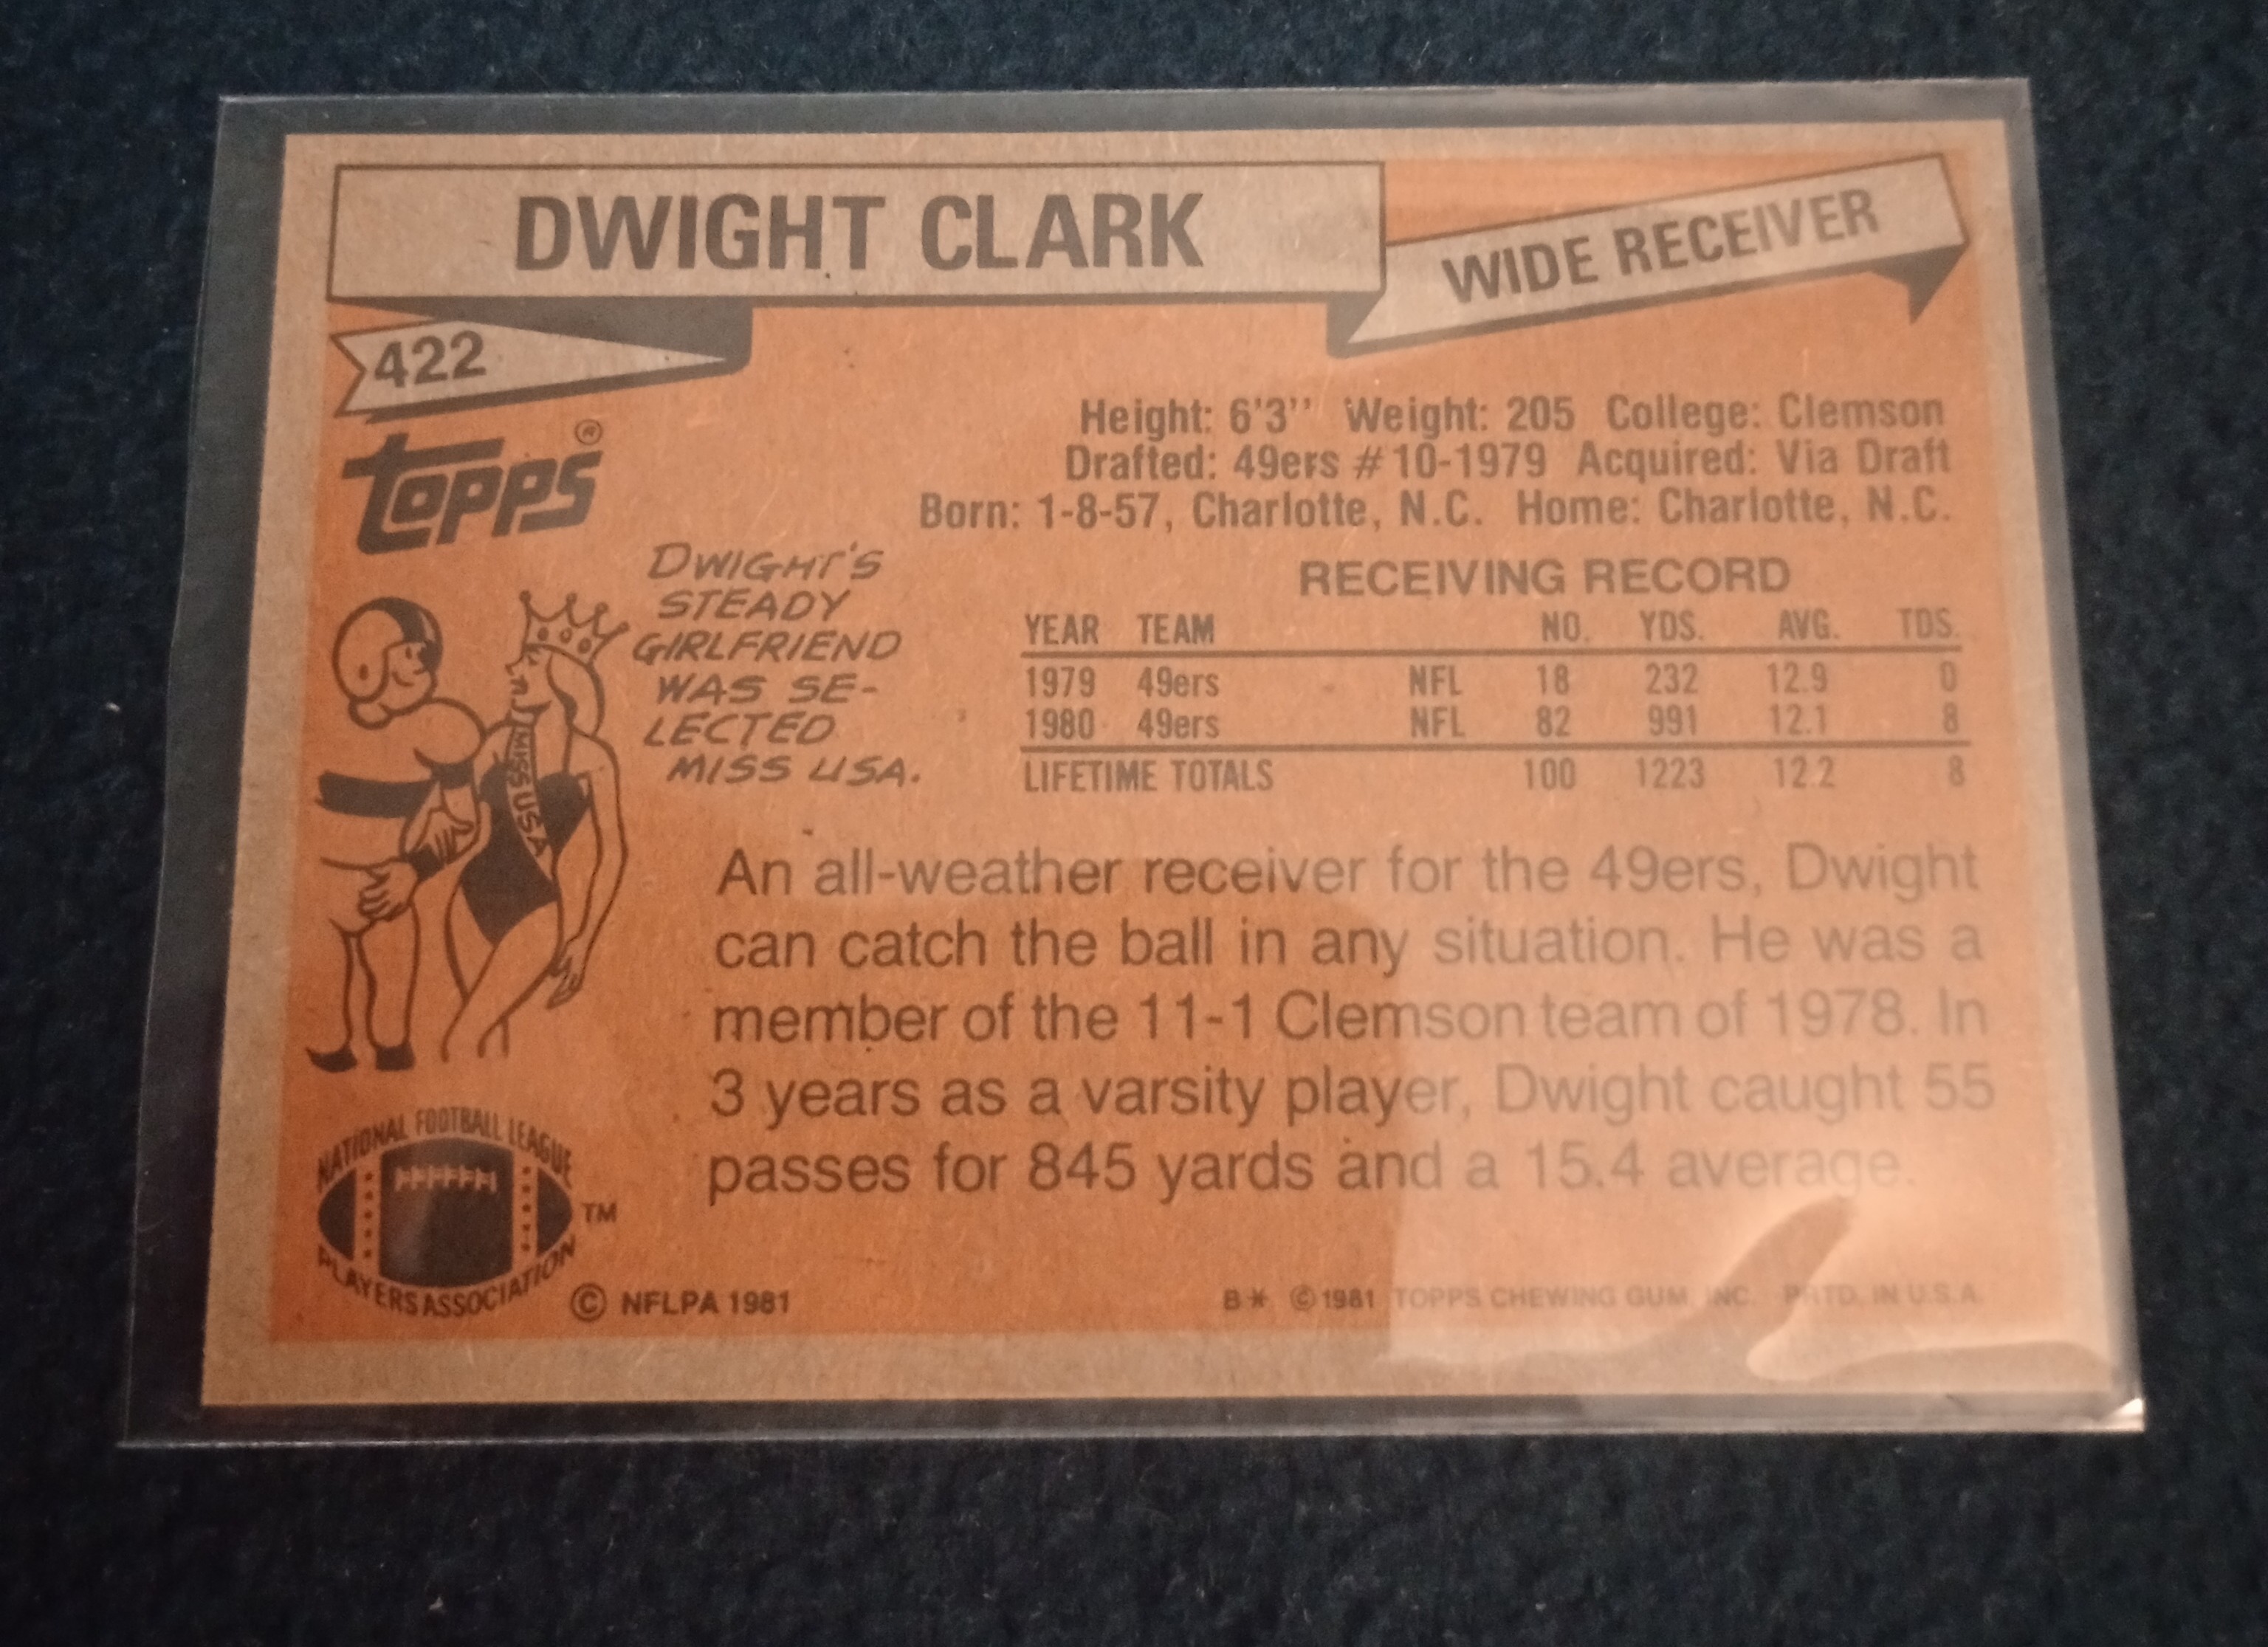 DWIGHT CLARK
WIDE RECEIVER
422
TOPPS®
Height: 6'3'' Weight: 205 College: Clemson
Drafted: 49ers #10-1979 Acquired: Via Draft
Born: 1-8-57, Charlotte, N.C. Home: Charlotte, N.C.
DWIGHT'S
STEADY
GIRLFRIEND
WAS SE-
LECTED
MISS USA.
MISS USA
RECEIVING RECORD
YEAR TEAM NO. YDS. AVG. TDS.
1979 49ers NFL 18 232 12.9 0
1980 49ers NFL 82 991 12.1 8
LIFETIME TOTALS 100 1223 12.2 8
An all-weather receiver for the 49ers, Dwight
can catch the ball in any situation. He was a
member of the 11-1 Clemson team of 1978. In
3 years as a varsity player, Dwight caught 55
passes for 845 yards and a 15.4 average.
NATIONAL FOOTBALL LEAGUE
PLAYERS ASSOCIATION
TM
© NFLPA 1981
B* © 1981 TOPPS CHEWING GUM, INC. PRTD. IN U.S.A.